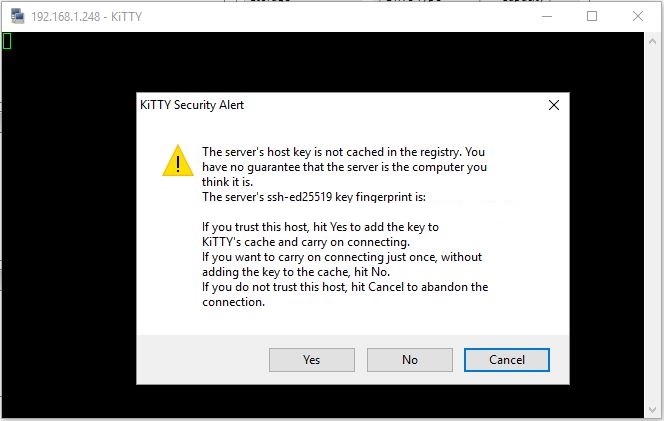 192.168.1.248 - KiTTY
KiTTY Security Alert
The server's host key is not cached in the registry. You
have no guarantee that the server is the computer you
think it is.
The server's ssh-ed25519 key fingerprint is:
If you trust this host, hit Yes to add the key to
KiTTY's cache and carry on connecting.
If you want to carry on connecting just once, without
adding the key to the cache, hit No.
If you do not trust this host, hit Cancel to abandon the
connection.
Yes
No
Cancel